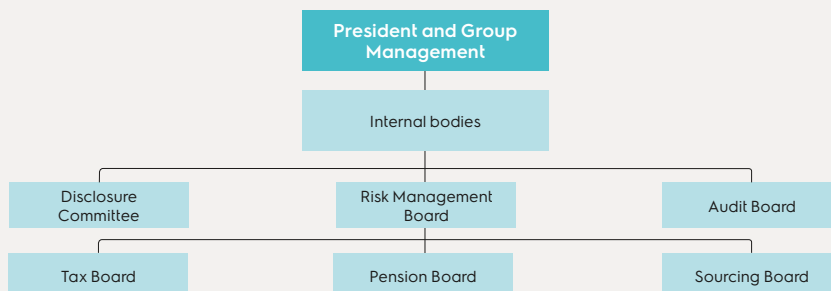 President and Group
Management
Internal bodies
Disclosure
Committee
Risk Management
Board
Audit Board
Tax Board
Pension Board
Sourcing Board